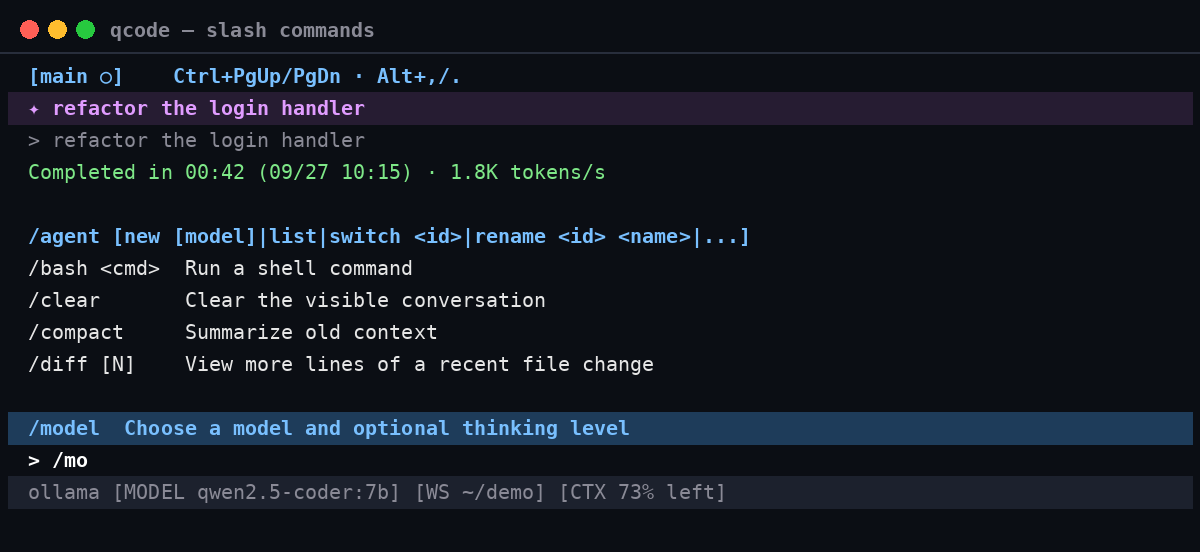 qcode — slash commands
[main ○]    Ctrl+PgUp/PgDn · Alt+,/.
✦ refactor the login handler
> refactor the login handler
Completed in 00:42 (09/27 10:15) · 1.8K tokens/s
/agent [new [model]|list|switch <id>|rename <id> <name>|...]
/bash <cmd>  Run a shell command
/clear       Clear the visible conversation
/compact     Summarize old context
/diff [N]    View more lines of a recent file change
/model  Choose a model and optional thinking level
> /mo
ollama [MODEL qwen2.5-coder:7b] [WS ~/demo] [CTX 73% left]